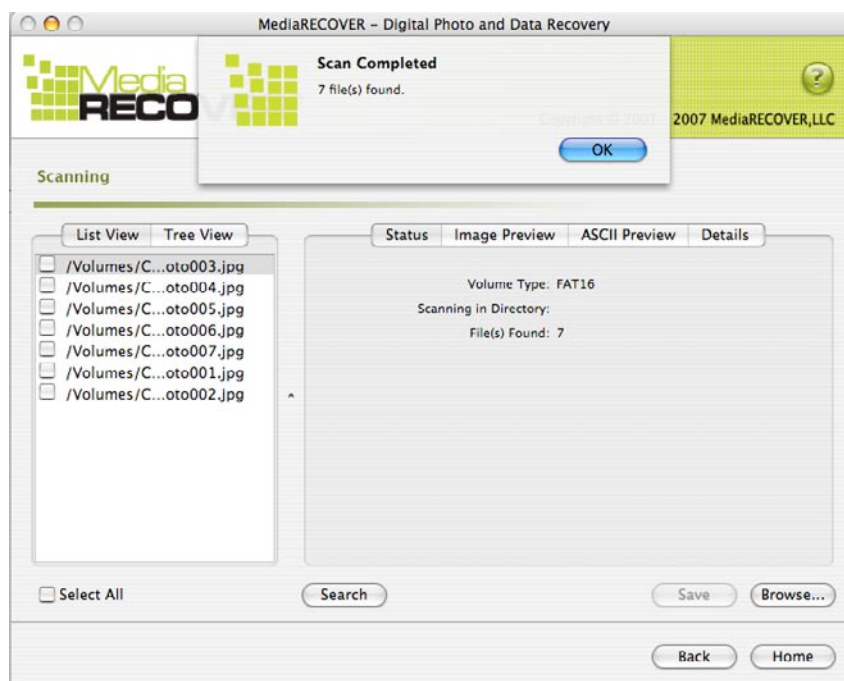 MediaRECOVER – Digital Photo and Data Recovery
Scan Completed
7 file(s) found.
OK
Media
RECOV
Copyright © 2001 2007 MediaRECOVER,LLC
?
Scanning
List View Tree View
/Volumes/C...oto003.jpg
/Volumes/C...oto004.jpg
/Volumes/C...oto005.jpg
/Volumes/C...oto006.jpg
/Volumes/C...oto007.jpg
/Volumes/C...oto001.jpg
/Volumes/C...oto002.jpg
Status Image Preview ASCII Preview Details
Volume Type: FAT16
Scanning in Directory:
File(s) Found: 7
Select All
Search
Save
Browse...
Back
Home